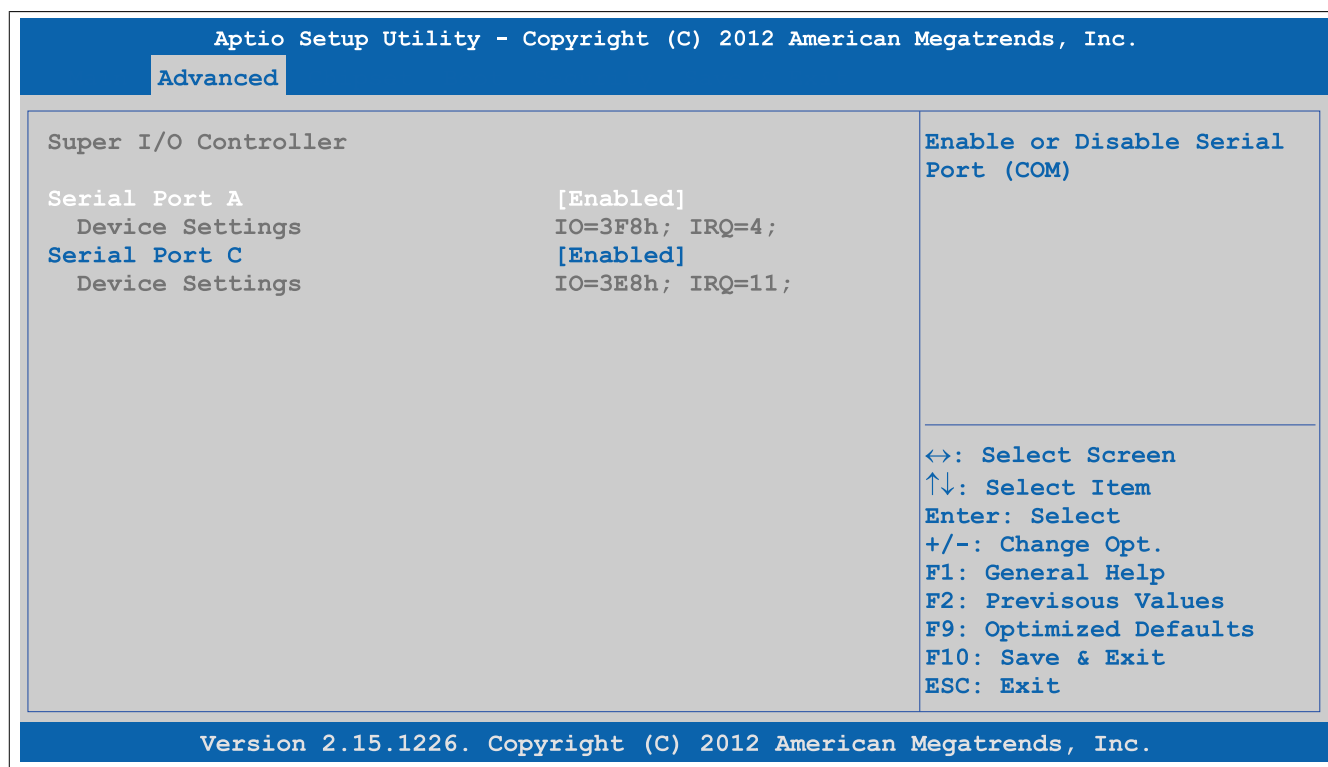 Aptio Setup Utility - Copyright (C) 2012 American Megatrends, Inc.
Advanced
Super I/O Controller
Serial Port A [Enabled]
Device Settings IO=3F8h; IRQ=4;
Serial Port C [Enabled]
Device Settings IO=3E8h; IRQ=11;
Enable or Disable Serial
Port (COM)
↔: Select Screen
↑↓: Select Item
Enter: Select
+/-: Change Opt.
F1: General Help
F2: Previsous Values
F9: Optimized Defaults
F10: Save & Exit
ESC: Exit
Version 2.15.1226. Copyright (C) 2012 American Megatrends, Inc.